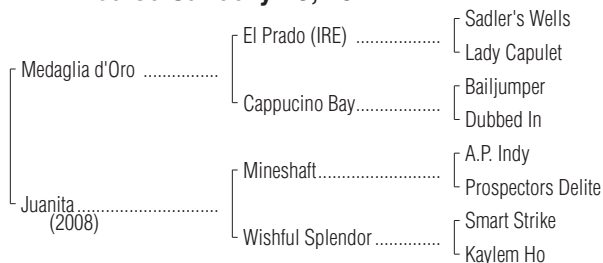 El Prado (IRE) ..................
Sadler's Wells
Lady Capulet
Medaglia d'Oro ................
Cappucino Bay..................
Bailjumper
Dubbed In
Mineshaft..........................
A.P. Indy
Prospectors Delite
Juanita..............................
(2008)
Wishful Splendor ..............
Smart Strike
Kaylem Ho